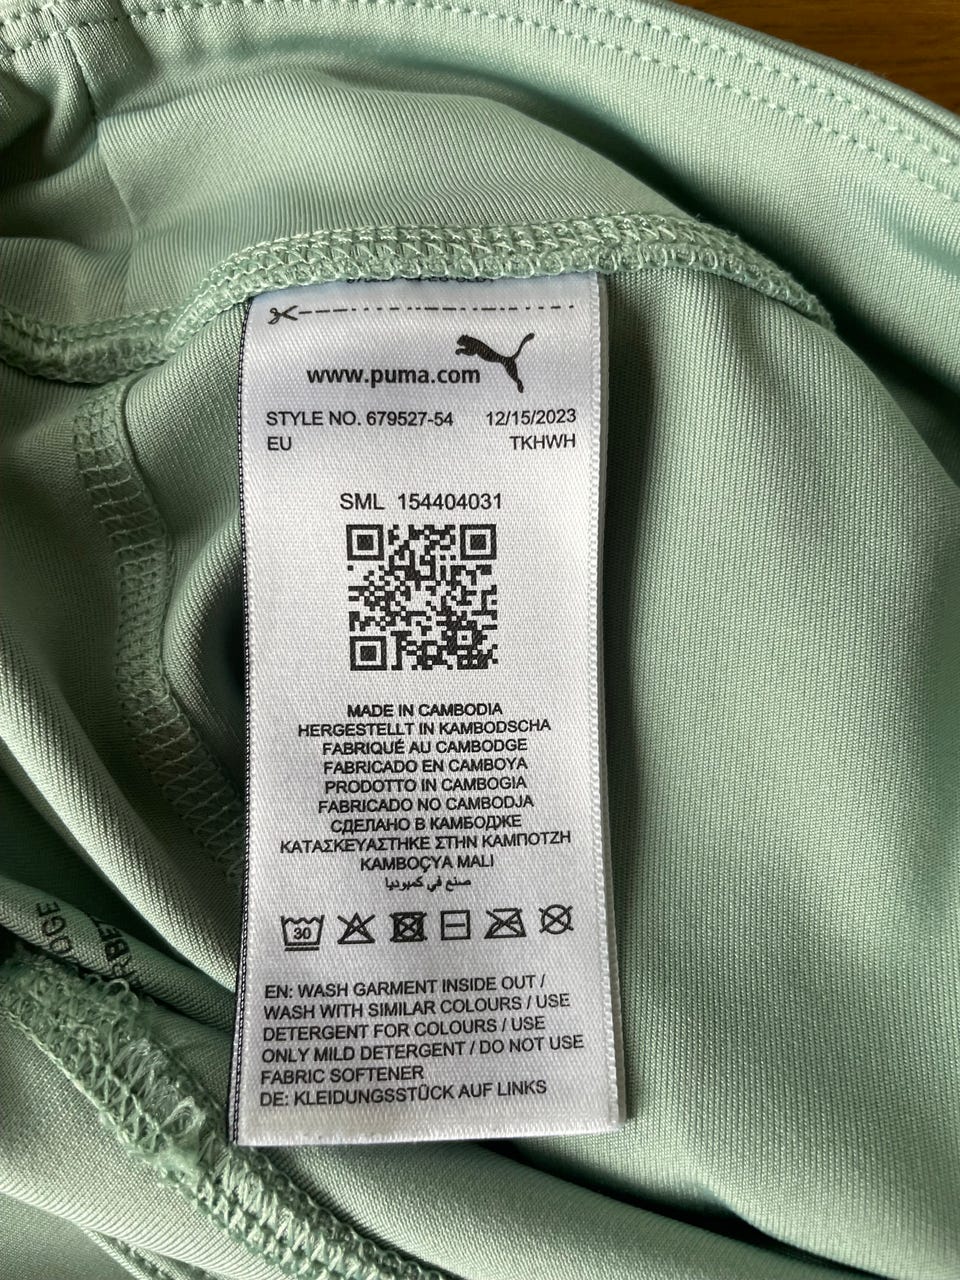 www.puma.com
STYLE NO. 679527-54 12/15/2023
EU TKHWH
SML 154404031
MADE IN CAMBODIA
HERGESTELLT IN KAMBODSCHA
FABRIQUÉ AU CAMBODGE
FABRICADO EN CAMBOYA
PRODOTTO IN CAMBOGIA
FABRICADO NO CAMBODJA
СДЕЛАНО В КАМБОДЖЕ
ΚΑΤΑΣΚΕΥΑΣΤΗΚΕ ΣΤΗΝ ΚΑΜΠΟΤΖΗ
KAMBOÇYA MALI
صنع في كمبوديا
30
EN: WASH GARMENT INSIDE OUT /
WASH WITH SIMILAR COLOURS / USE
DETERGENT FOR COLOURS / USE
ONLY MILD DETERGENT / DO NOT USE
FABRIC SOFTENER
DE: KLEIDUNGSSTÜCK AUF LINKS